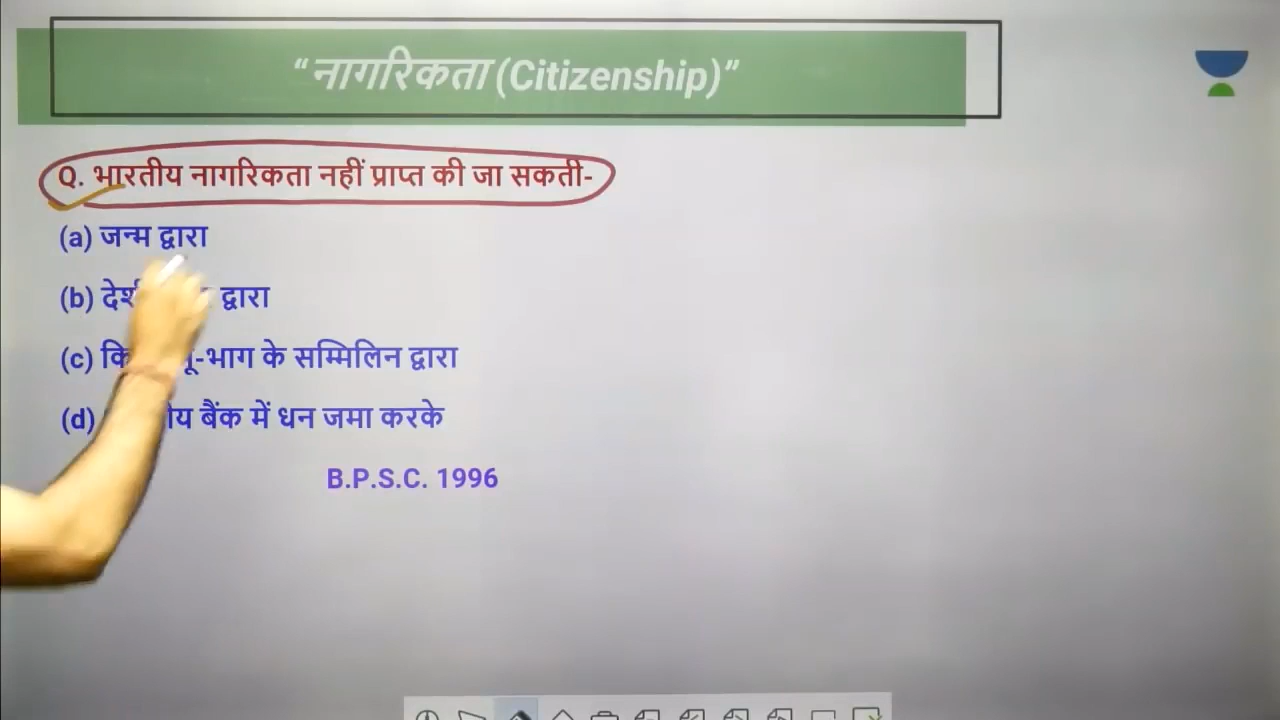 “नागरिकता (Citizenship)”
Q. भारतीय नागरिकता नहीं प्राप्त की जा सकती-
(a) जन्म द्वारा
(b) द्वारा
(c) के सम्मिलिन द्वारा
(d) बैंक में धन जमा करके
B.P.S.C. 1996